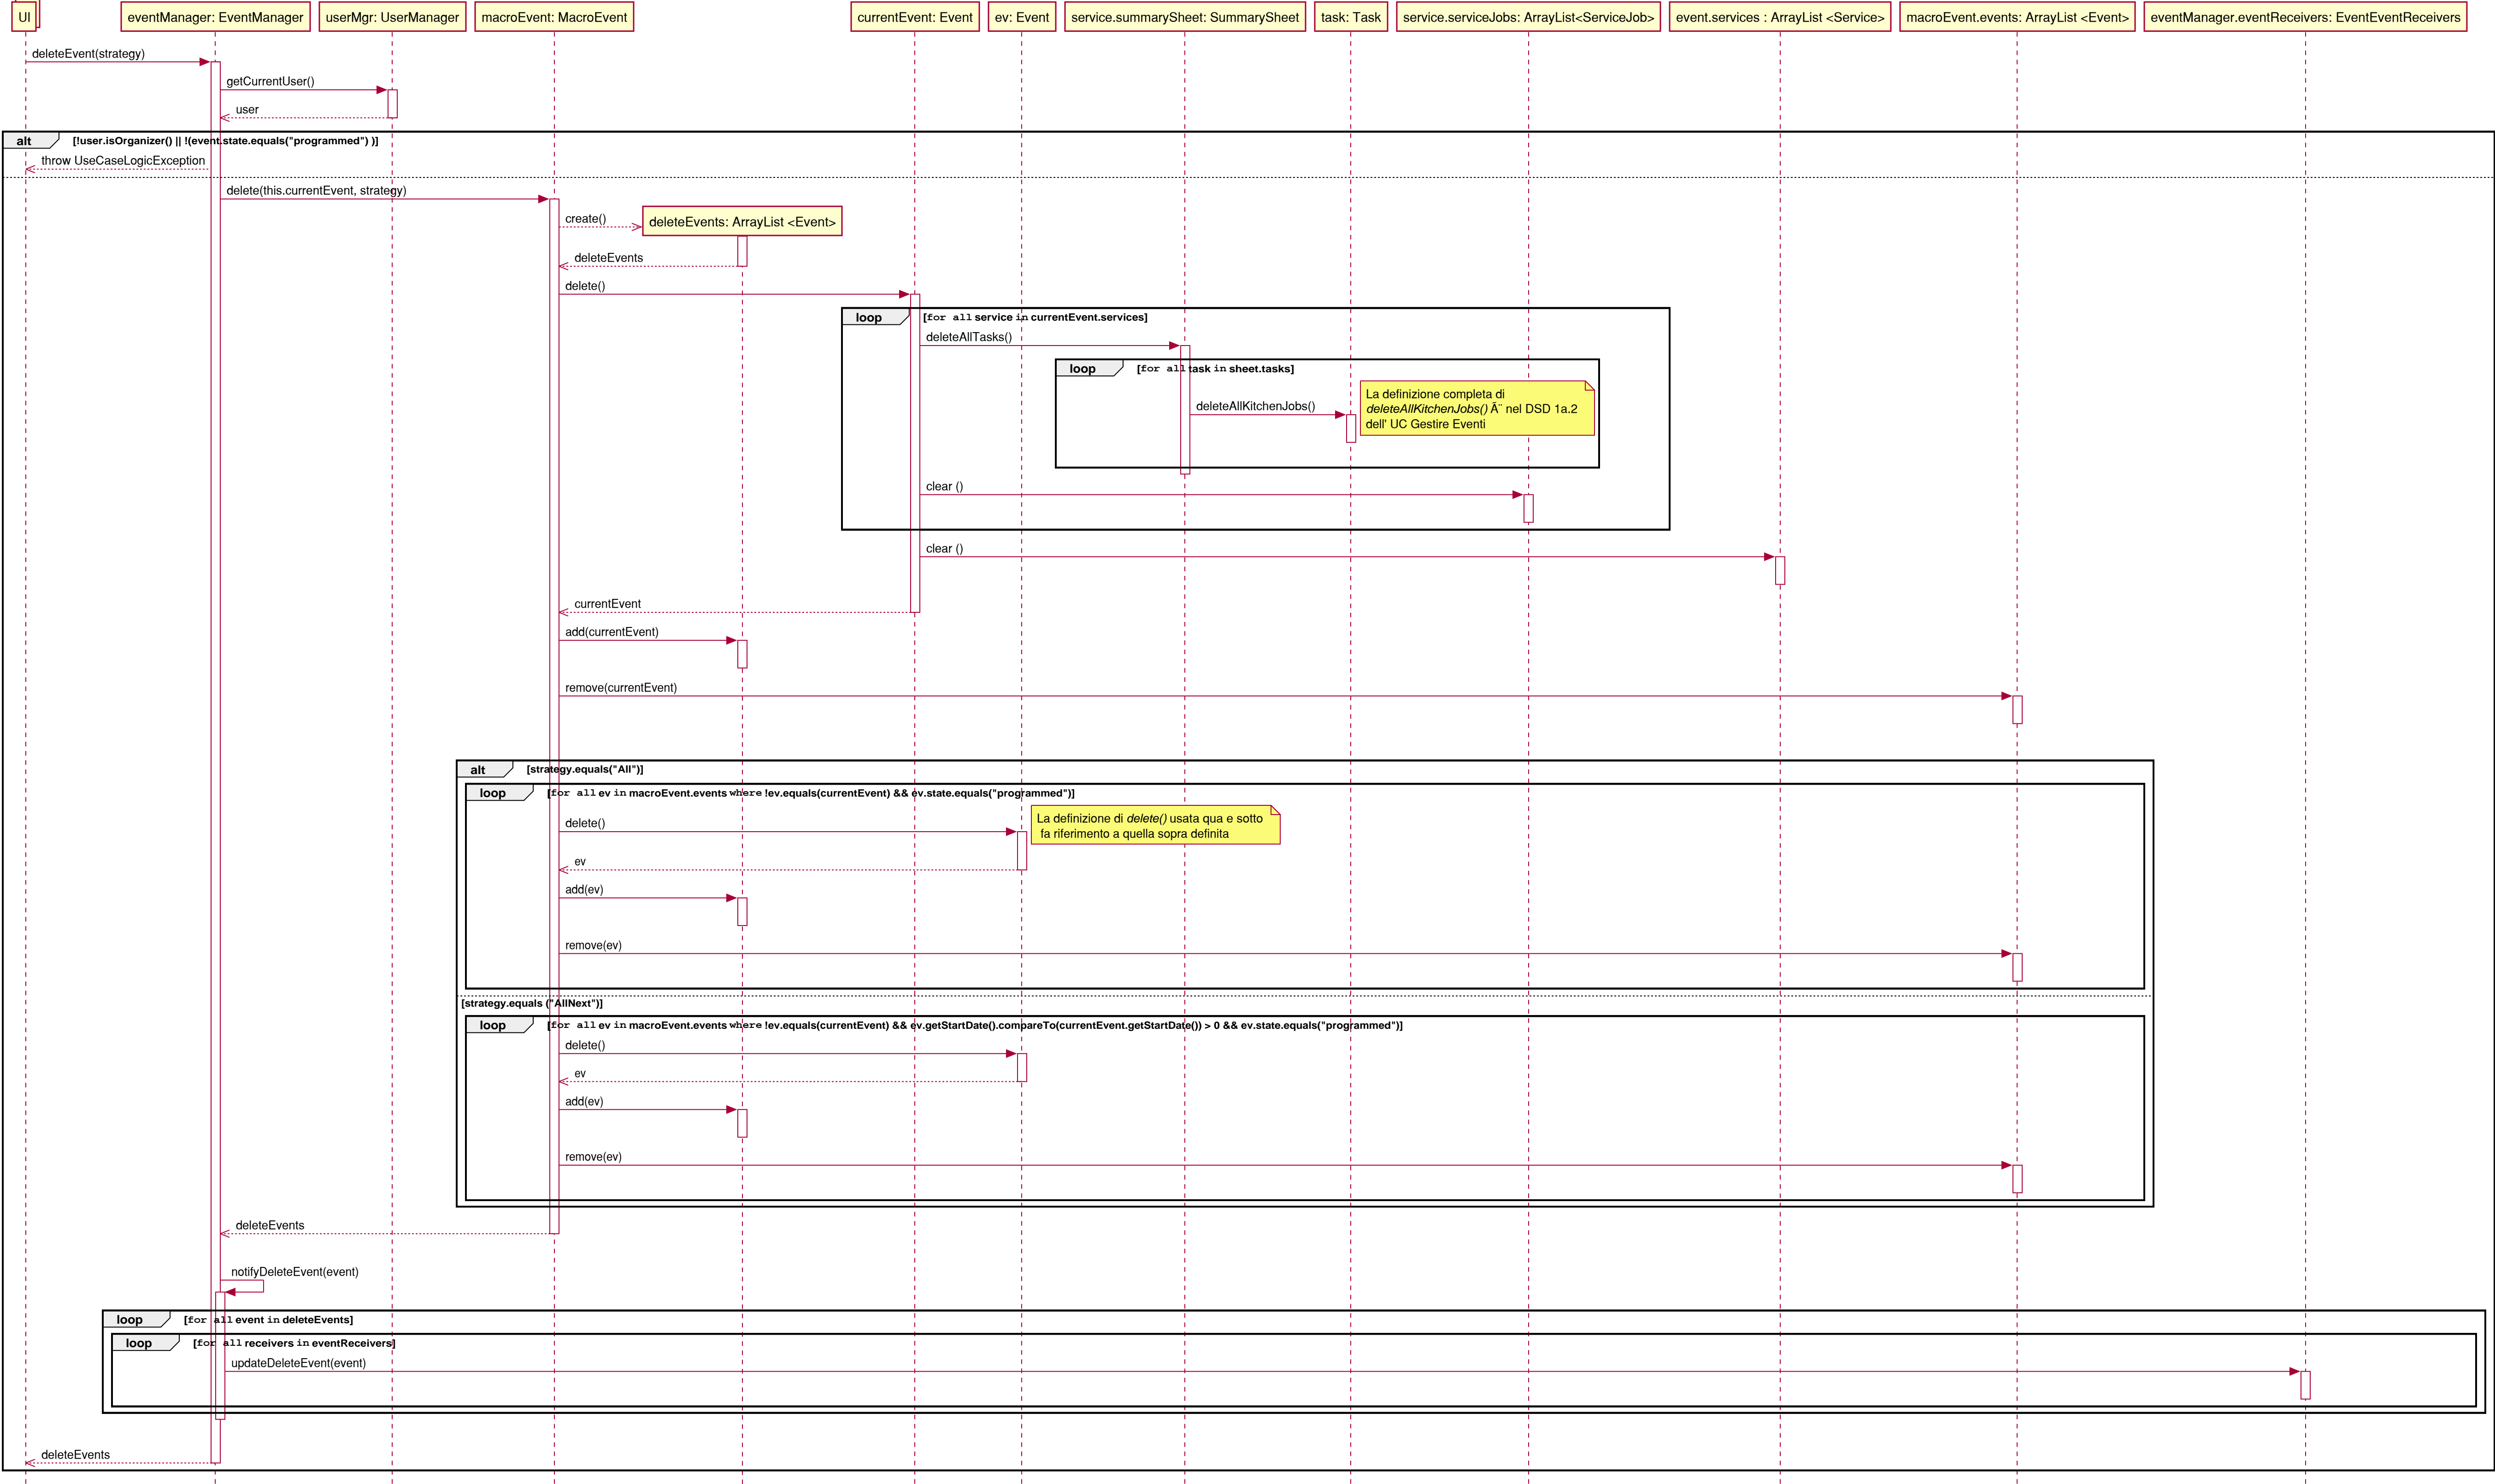 UI
eventManager: EventManager
userMgr: UserManager
macroEvent: MacroEvent
currentEvent: Event
ev: Event
service.summarySheet: SummarySheet
task: Task
service.serviceJobs: ArrayList<ServiceJob>
event.services : ArrayList <Service>
macroEvent.events: ArrayList <Event>
eventManager.eventReceivers: EventEventReceivers
deleteEvent(strategy)
getCurrentUser()
user
alt [!user.isOrganizer() || !(event.state.equals("programmed") )]
throw UseCaseLogicException
delete(this.currentEvent, strategy)
create()
deleteEvents: ArrayList <Event>
deleteEvents
delete()
loop [for all service in currentEvent.services]
deleteAllTasks()
loop [for all task in sheet.tasks]
deleteAllKitchenJobs()
La definizione completa di
deleteAllKitchenJobs() Ã¨ nel DSD 1a.2
dell' UC Gestire Eventi
clear ()
clear ()
currentEvent
add(currentEvent)
remove(currentEvent)
alt [strategy.equals("All")]
loop [for all ev in macroEvent.events where !ev.equals(currentEvent) && ev.state.equals("programmed")]
delete()
La definizione di delete() usata qua e sotto
fa riferimento a quella sopra definita
ev
add(ev)
remove(ev)
[strategy.equals ("AllNext")]
loop [for all ev in macroEvent.events where !ev.equals(currentEvent) && ev.getStartDate().compareTo(currentEvent.getStartDate()) > 0 && ev.state.equals("programmed")]
delete()
ev
add(ev)
remove(ev)
deleteEvents
notifyDeleteEvent(event)
loop [for all event in deleteEvents]
loop [for all receivers in eventReceivers]
updateDeleteEvent(event)
deleteEvents